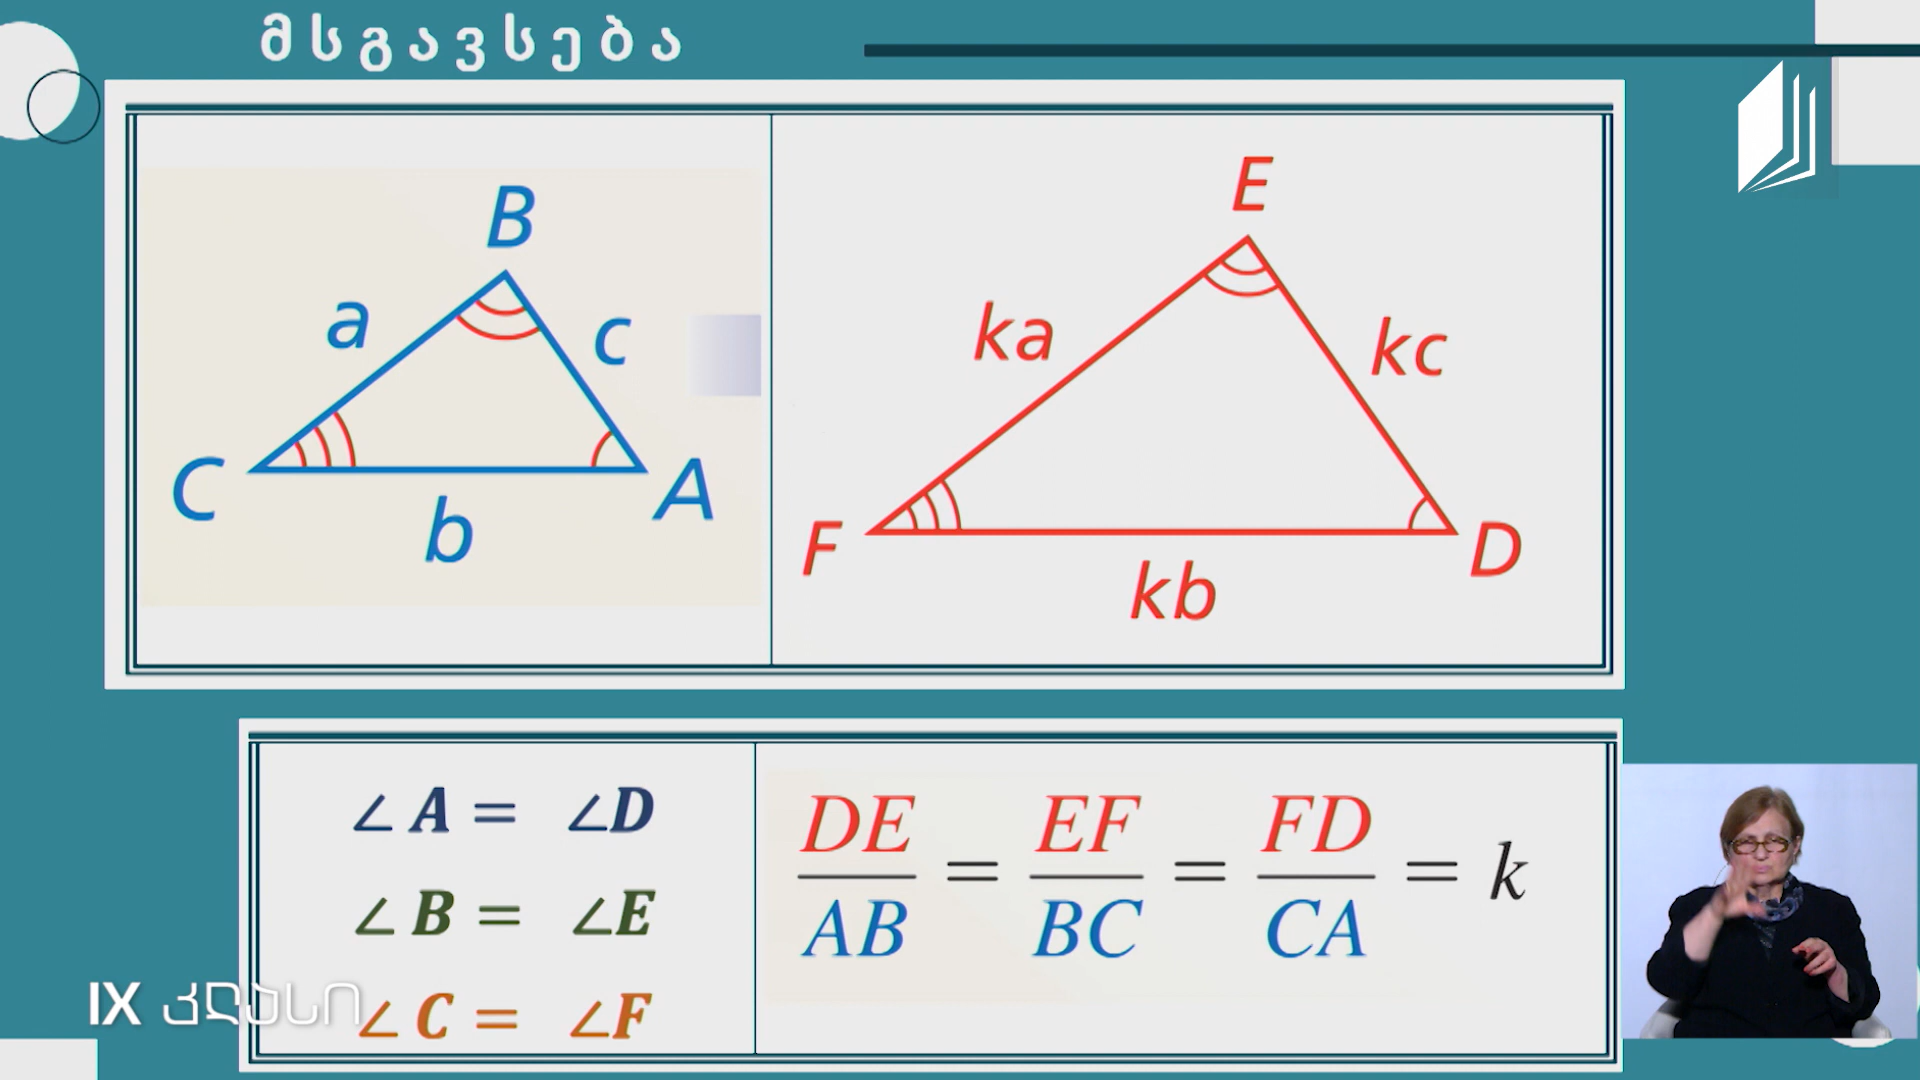 მსგავსება
B
a
c
C
b
A
E
ka
kc
F
kb
D
∠A = ∠D
∠B = ∠E
∠C = ∠F
DE/AB = EF/BC = FD/CA = k
IX კლასი